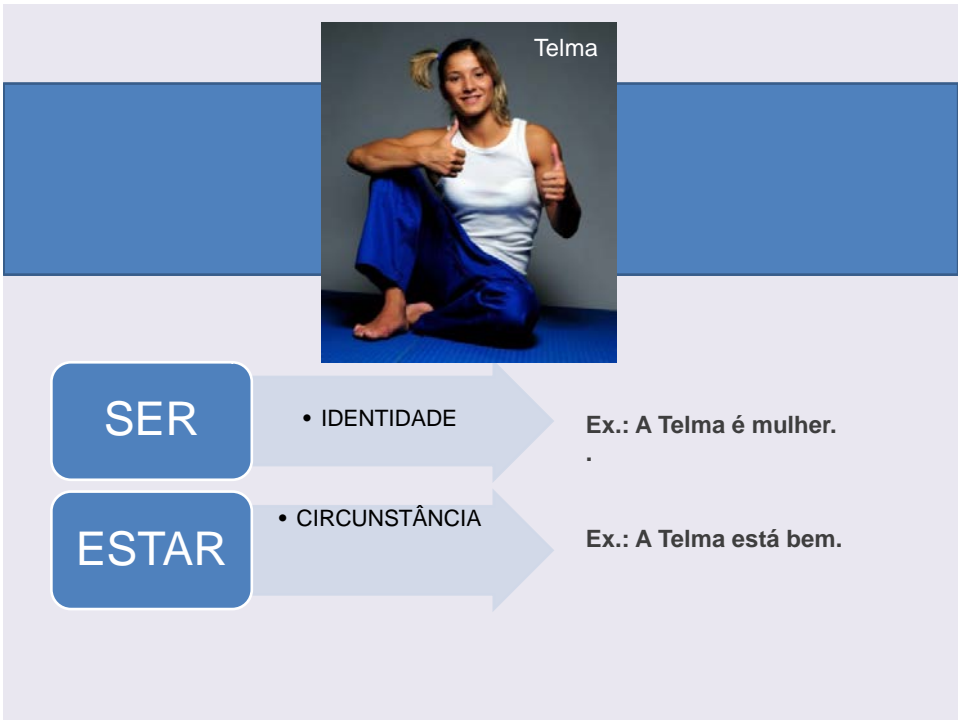 Telma
SER
• IDENTIDADE
Ex.: A Telma é mulher.
.
ESTAR
• CIRCUNSTÂNCIA
Ex.: A Telma está bem.